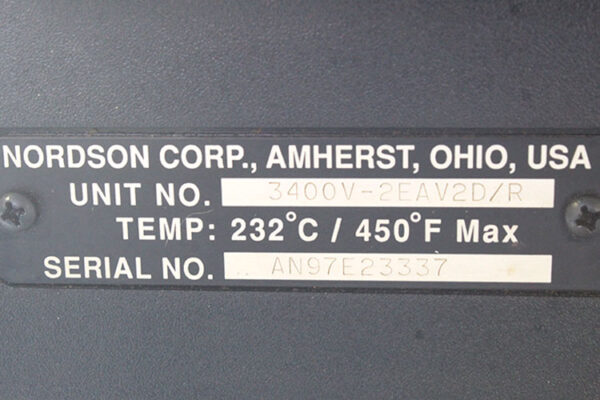 NORDSON CORP., AMHERST, OHIO, USA
UNIT NO. 3400V-2EAV2D/R
TEMP: 232°C / 450°F Max
SERIAL NO. AN97E23337